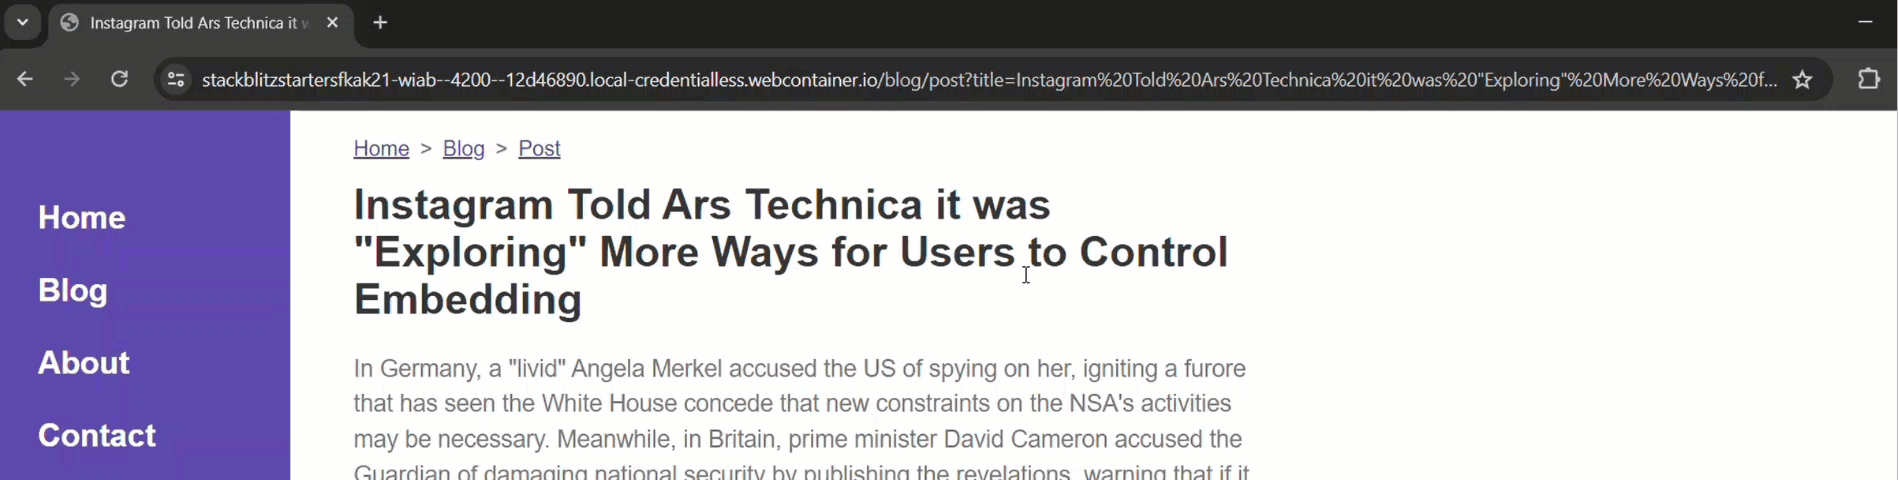 Instagram Told Ars Technica it w
stackblitzstartersfkak21-wiab--4200--12d46890.local-credentialless.webcontainer.io/blog/post?title=Instagram%20Told%20Ars%20Technica%20it%20was%20"Exploring"%20More%20Ways%20f...
Home > Blog > Post
Instagram Told Ars Technica it was
"Exploring" More Ways for Users to Control
Embedding
Home
Blog
About
Contact
In Germany, a "livid" Angela Merkel accused the US of spying on her, igniting a furore
that has seen the White House concede that new constraints on the NSA's activities
may be necessary. Meanwhile, in Britain, prime minister David Cameron accused the
Guardian of damaging national security by publishing the revelations, warning that if it